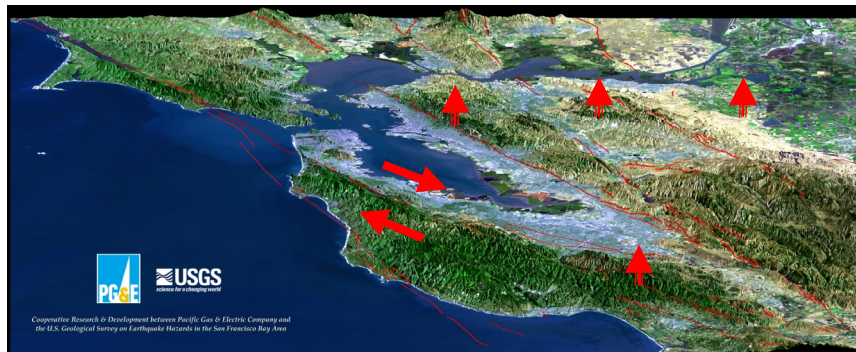 PG&E
USGS
science for a changing world
Cooperative Research & Development between Pacific Gas & Electric Company and
the U.S. Geological Survey on Earthquake Hazards in the San Francisco Bay Area